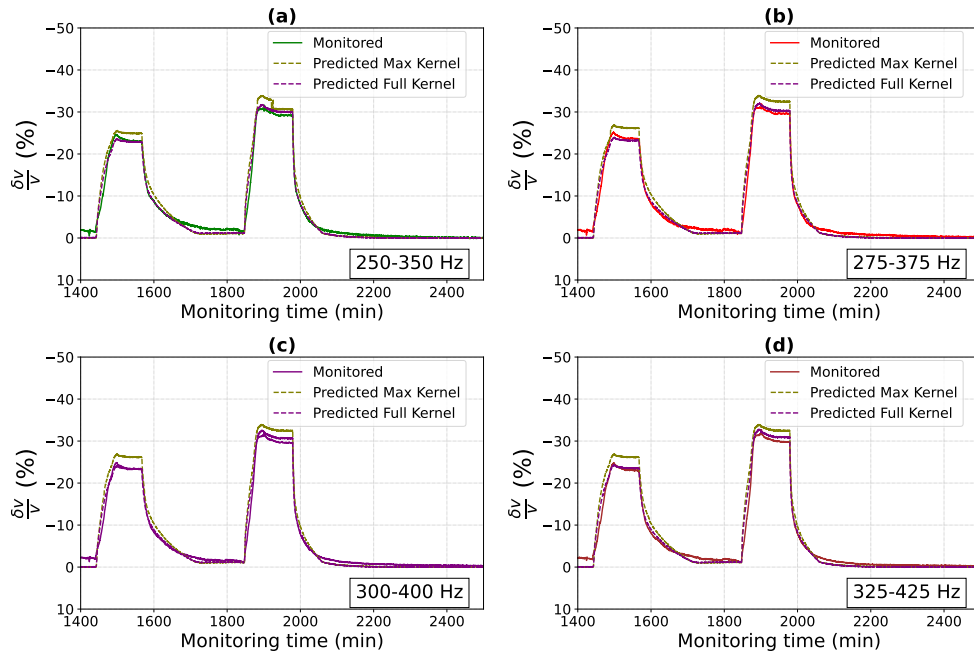 (a)
−50
−40
−30
−20
−10
0
10
δv/v (%)
Monitored
Predicted Max Kernel
Predicted Full Kernel
250-350 Hz
1400 1600 1800 2000 2200 2400
Monitoring time (min)
(b)
−50
−40
−30
−20
−10
0
10
δv/v (%)
Monitored
Predicted Max Kernel
Predicted Full Kernel
275-375 Hz
1400 1600 1800 2000 2200 2400
Monitoring time (min)
(c)
−50
−40
−30
−20
−10
0
10
δv/v (%)
Monitored
Predicted Max Kernel
Predicted Full Kernel
300-400 Hz
1400 1600 1800 2000 2200 2400
Monitoring time (min)
(d)
−50
−40
−30
−20
−10
0
10
δv/v (%)
Monitored
Predicted Max Kernel
Predicted Full Kernel
325-425 Hz
1400 1600 1800 2000 2200 2400
Monitoring time (min)